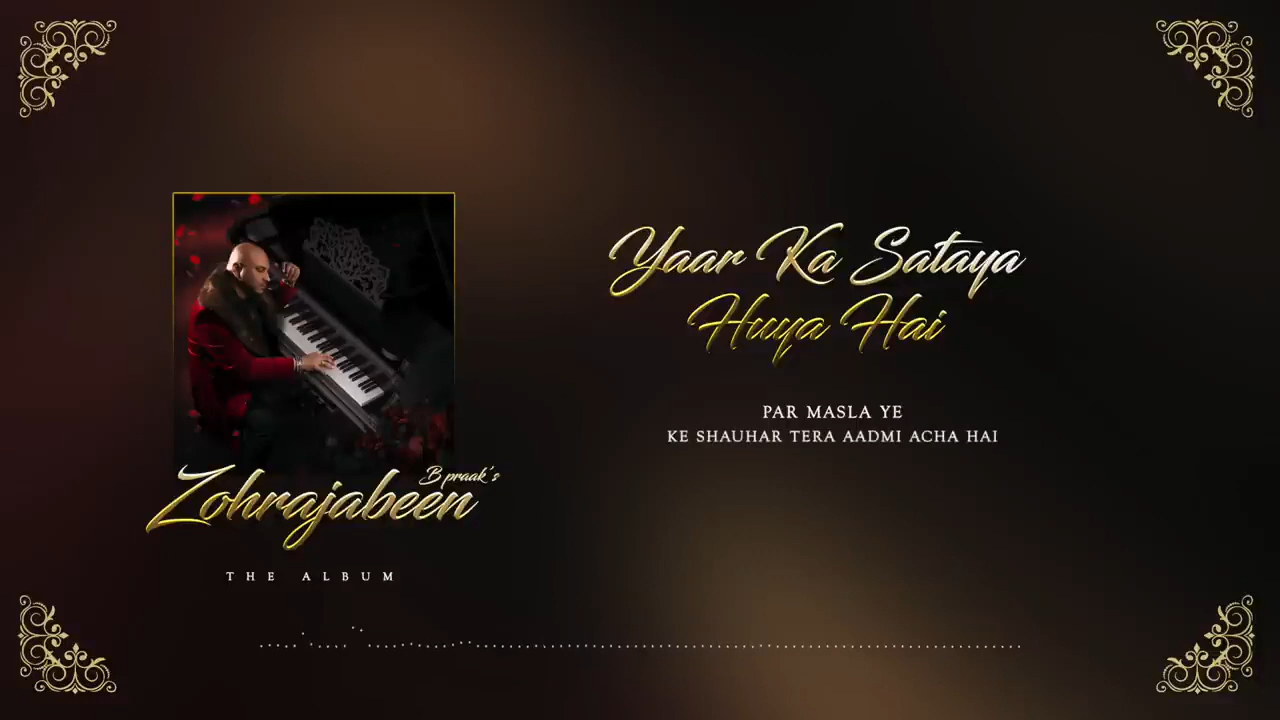 Yaar Ka Sataya
Huya Hai
PAR MASLA YE
KE SHAUHAR TERA AADMI ACHA HAI
B praak's
Zohrajabeen
THE ALBUM